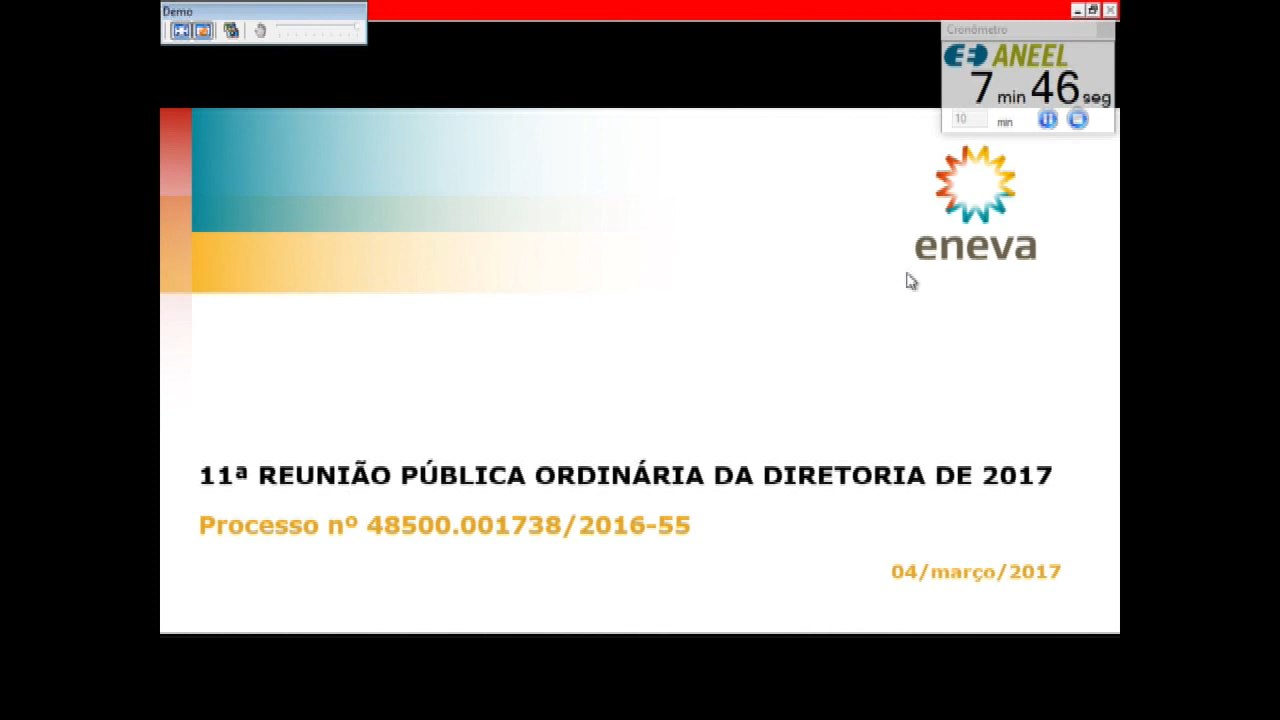 Demo
Cronômetro
ANEEL
7 min 46 seg
10 min
eneva
11ª REUNIÃO PÚBLICA ORDINÁRIA DA DIRETORIA DE 2017
Processo nº 48500.001738/2016-55
04/março/2017